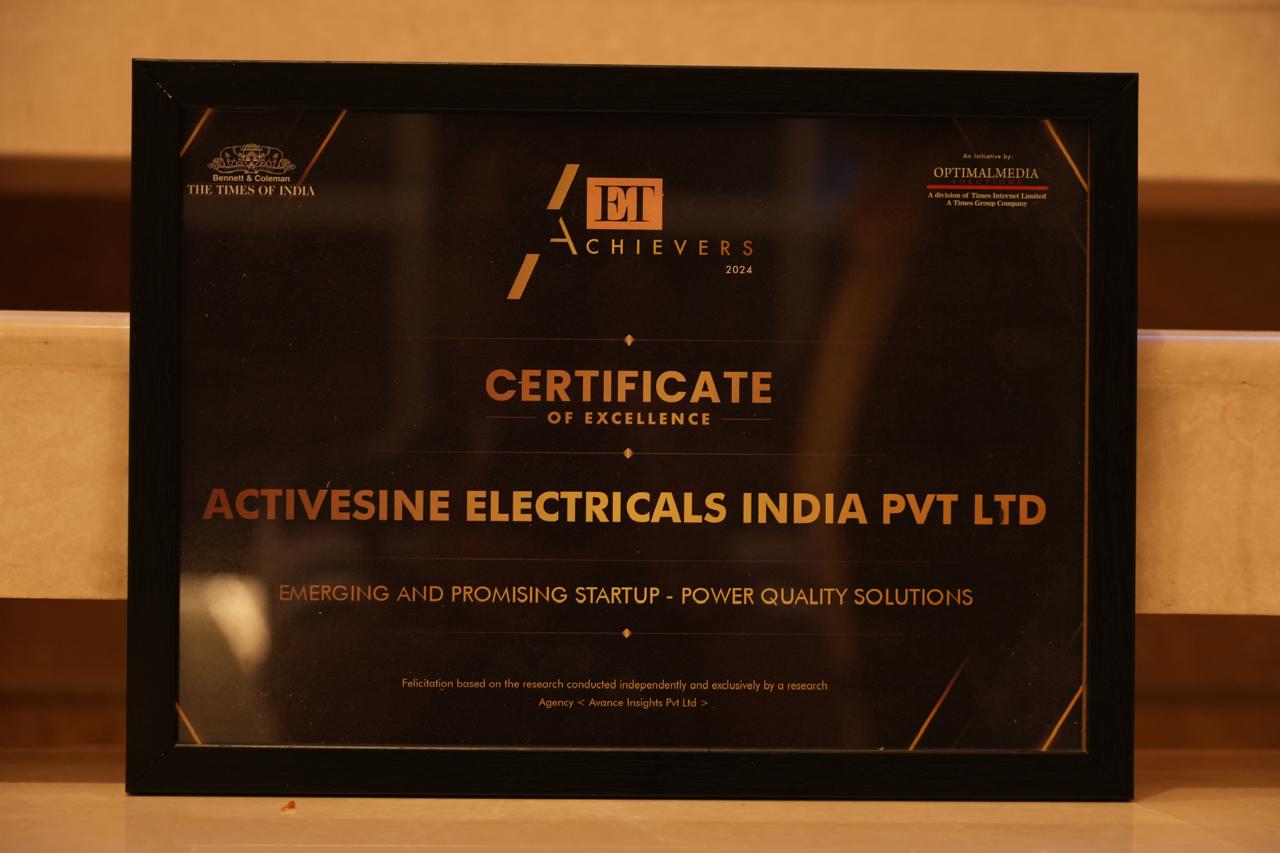 Bennett & Coleman
THE TIMES OF INDIA
An Initiative by:
OPTIMALMEDIA
SOLUTIONS
A division of Times Internet Limited
A Times Group Company
ET
ACHIEVERS
2024
CERTIFICATE
OF EXCELLENCE
ACTIVESINE ELECTRICALS INDIA PVT LTD
EMERGING AND PROMISING STARTUP - POWER QUALITY SOLUTIONS
Felicitation based on the research conducted independently and exclusively by a research
Agency < Avance Insights Pvt Ltd >